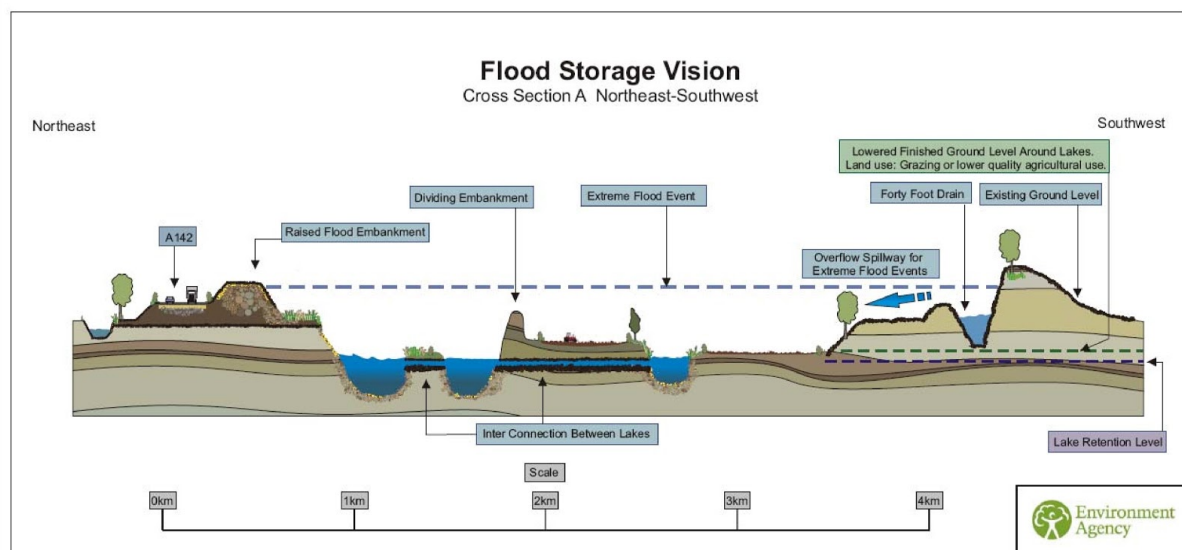 Flood Storage Vision
Cross Section A Northeast-Southwest
Northeast
Southwest
Lowered Finished Ground Level Around Lakes.
Land use: Grazing or lower quality agricultural use.
Dividing Embankment
Extreme Flood Event
Forty Foot Drain
Existing Ground Level
A142
Raised Flood Embankment
Overflow Spillway for
Extreme Flood Events
Inter Connection Between Lakes
Lake Retention Level
Scale
0km
1km
2km
3km
4km
Environment
Agency